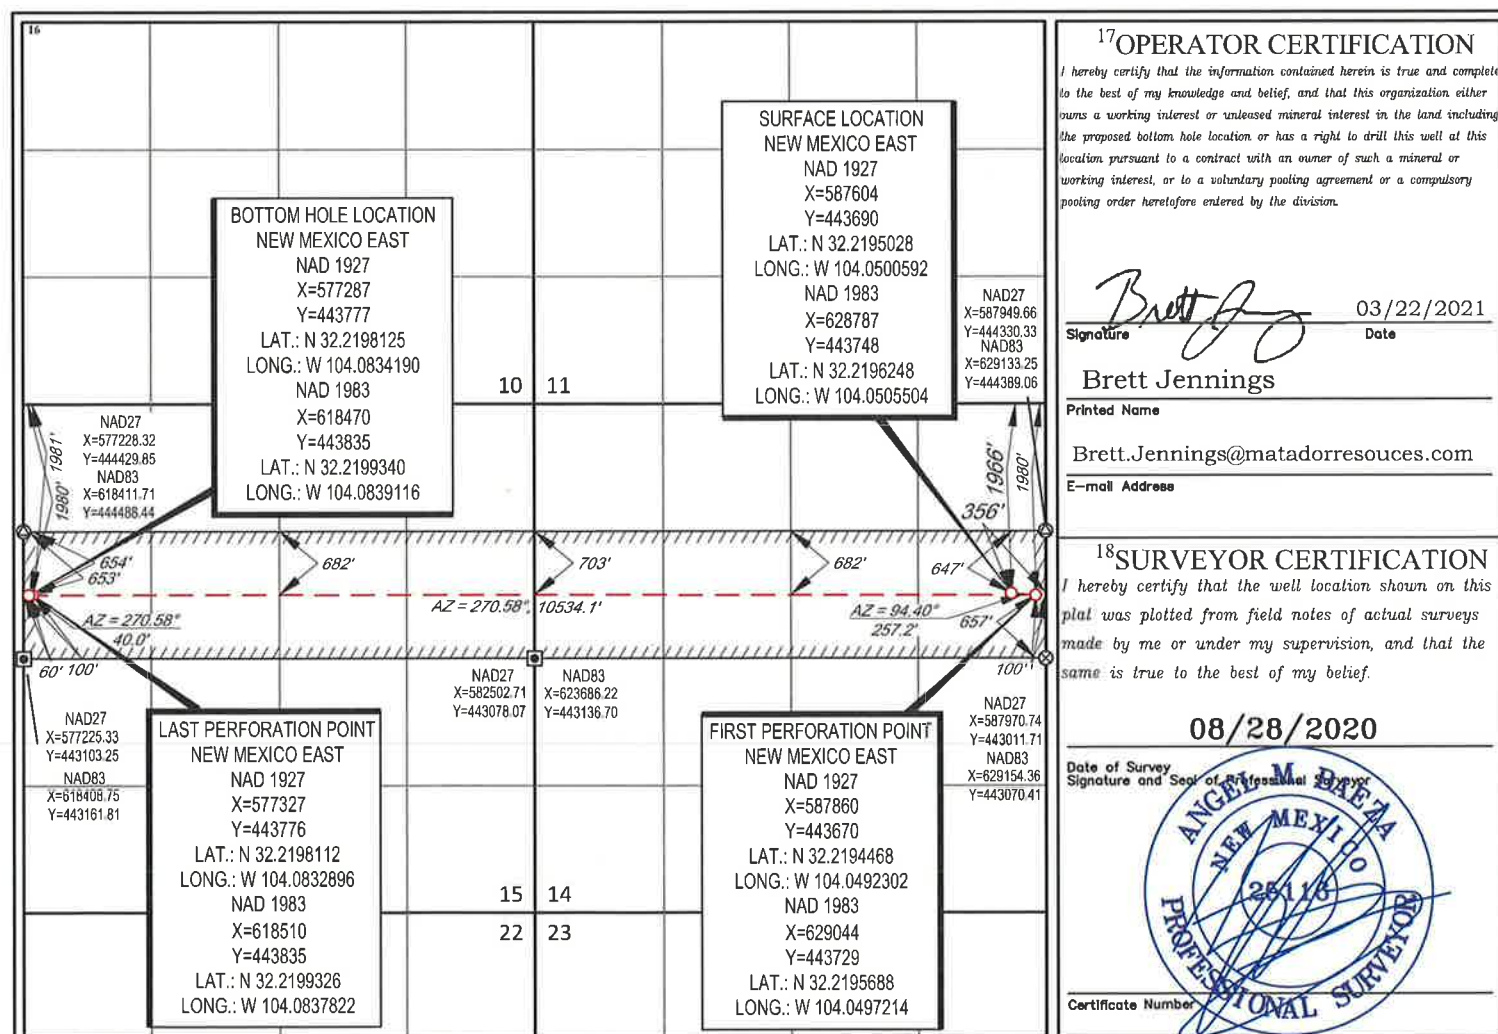 16
BOTTOM HOLE LOCATION
NEW MEXICO EAST
NAD 1927
X=577287
Y=443777
LAT.: N 32.2198125
LONG.: W 104.0834190
NAD 1983
X=618470
Y=443835
LAT.: N 32.2199340
LONG.: W 104.0839116
SURFACE LOCATION
NEW MEXICO EAST
NAD 1927
X=587604
Y=443690
LAT.: N 32.2195028
LONG.: W 104.0500592
NAD 1983
X=628787
Y=443748
LAT.: N 32.2196248
LONG.: W 104.0505504
NAD27
X=587949.66
Y=444330.33
NAD83
X=629133.25
Y=444389.06
10 11
NAD27
X=577228.32
Y=444429.85
NAD83
X=618411.71
Y=444488.44
1981'
1980'
1966'
1980'
356'
654'
653'
682'
703'
682'
647'
AZ = 270.58°
40.0'
AZ = 270.58°, 10534.1'
AZ = 94.40°
257.2'
657'
60' 100'
100'
NAD27
X=577225.33
Y=443103.25
NAD83
X=618408.75
Y=443161.81
NAD27
X=582502.71
Y=443078.07
NAD83
X=623686.22
Y=443136.70
NAD27
X=587970.74
Y=443011.71
NAD83
X=629154.36
Y=443070.41
LAST PERFORATION POINT
NEW MEXICO EAST
NAD 1927
X=577327
Y=443776
LAT.: N 32.2198112
LONG.: W 104.0832896
NAD 1983
X=618510
Y=443835
LAT.: N 32.2199326
LONG.: W 104.0837822
FIRST PERFORATION POINT
NEW MEXICO EAST
NAD 1927
X=587860
Y=443670
LAT.: N 32.2194468
LONG.: W 104.0492302
NAD 1983
X=629044
Y=443729
LAT.: N 32.2195688
LONG.: W 104.0497214
15 14
22 23
17OPERATOR CERTIFICATION
I hereby certify that the information contained herein is true and complete
to the best of my knowledge and belief, and that this organization either
owns a working interest or unleased mineral interest in the land including
the proposed bottom hole location or has a right to drill this well at this
location pursuant to a contract with an owner of such a mineral or
working interest, or to a voluntary pooling agreement or a compulsory
pooling order heretofore entered by the division.
03/22/2021
Signature Date
Brett Jennings
Printed Name
Brett.Jennings@matadorresouces.com
E-mail Address
18SURVEYOR CERTIFICATION
I hereby certify that the well location shown on this
plat was plotted from field notes of actual surveys
made by me or under my supervision, and that the
same is true to the best of my belief.
08/28/2020
Date of Survey
Signature and Seal of Professional Surveyor
ANGEL M. BAEZA
NEW MEXICO
PROFESSIONAL SURVEYOR
Certificate Number